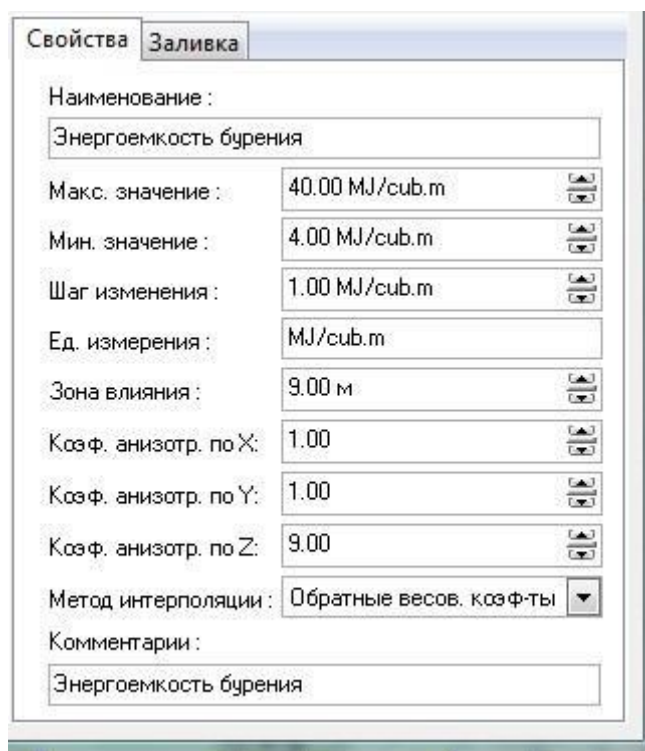 Свойства Заливка
Наименование :
Энергоемкость бурения
Макс. значение : 40.00 MJ/cub.m
Мин. значение : 4.00 MJ/cub.m
Шаг изменения : 1.00 MJ/cub.m
Ед. измерения : MJ/cub.m
Зона влияния : 9.00 м
Коэф. анизотр. по X: 1.00
Коэф. анизотр. по Y: 1.00
Коэф. анизотр. по Z: 9.00
Метод интерполяции : Обратные весов. коэф-ты
Комментарии :
Энергоемкость бурения